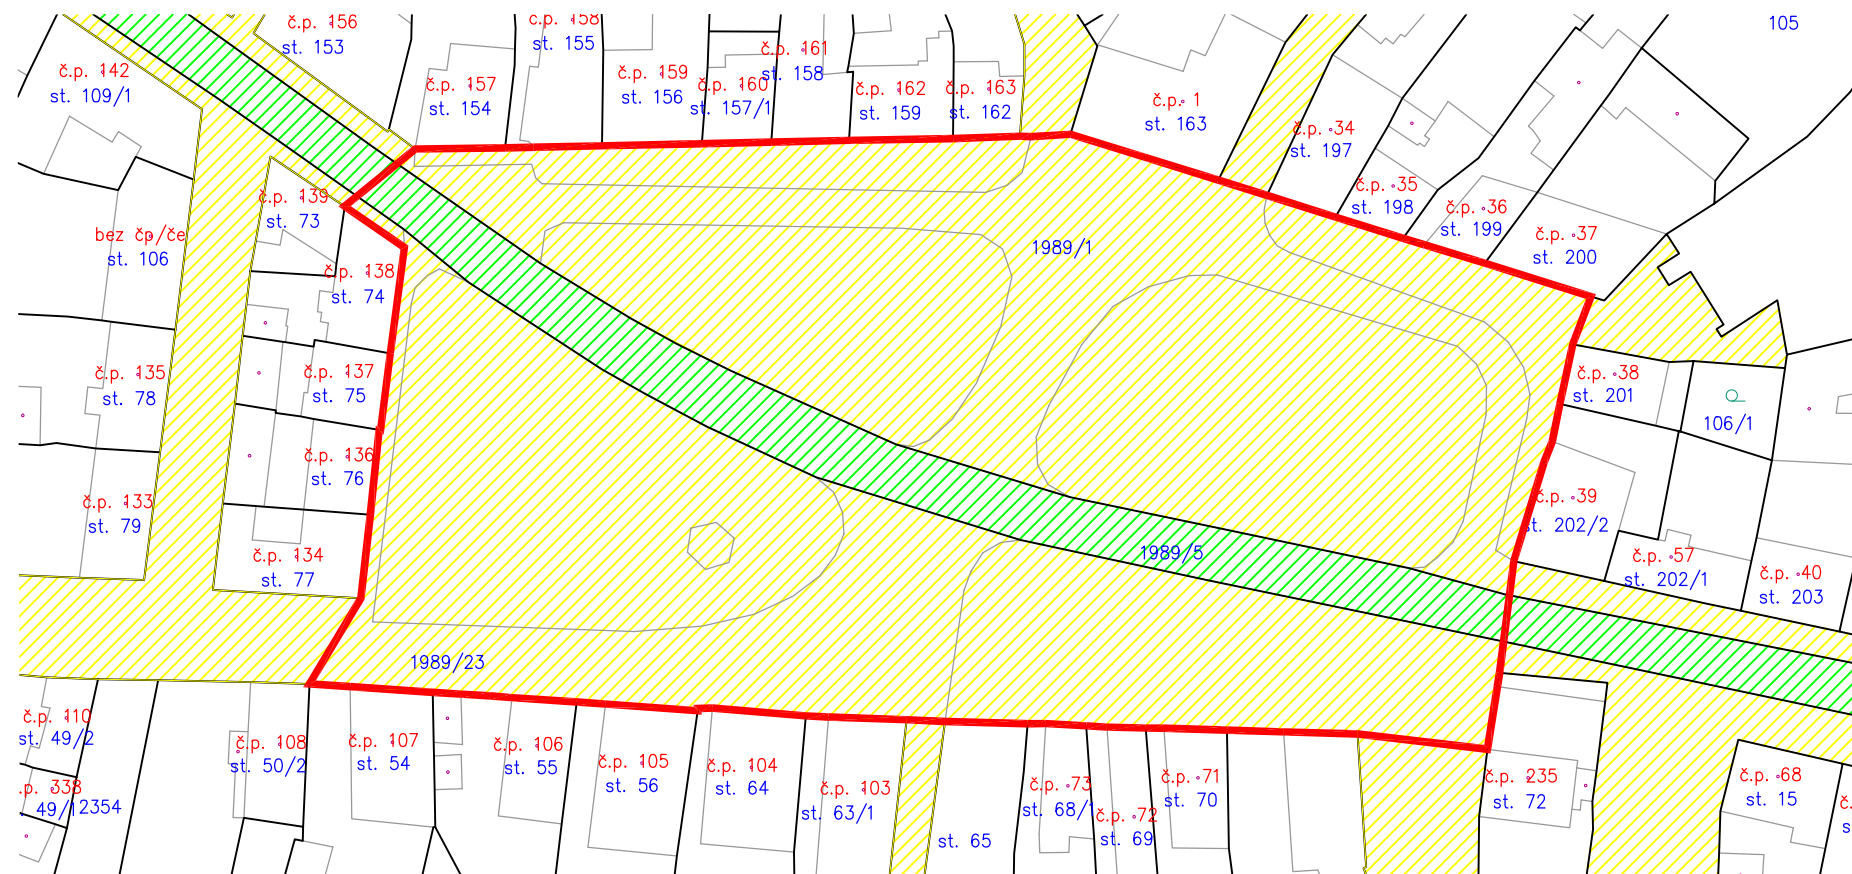 č.p. 156
st. 153
č.p. 158
st. 155
105
č.p. 142
st. 109/1
č.p. 157
st. 154
č.p. 159
st. 156
č.p. 160
st. 157/1
č.p. 161
st. 158
č.p. 162
st. 159
č.p. 163
st. 162
č.p. 1
st. 163
č.p. 34
st. 197
č.p. 35
st. 198
č.p. 36
st. 199
č.p. 37
st. 200
č.p. 139
st. 73
bez čp/če
st. 106
č.p. 138
st. 74
1989/1
č.p. 135
st. 78
č.p. 137
st. 75
č.p. 38
st. 201
106/1
č.p. 136
st. 76
č.p. 133
st. 79
č.p. 39
st. 202/2
č.p. 134
st. 77
1989/5
č.p. 57
st. 202/1
č.p. 40
st. 203
1989/23
č.p. 110
st. 49/2
č.p. 108
st. 50/2
č.p. 107
st. 54
č.p. 106
st. 55
č.p. 105
st. 56
č.p. 104
st. 64
č.p. 103
st. 63/1
st. 65
č.p. 73
st. 68/1
č.p. 72
st. 69
č.p. 71
st. 70
č.p. 235
st. 72
č.p. 68
st. 15
.p. 338
49/1
2354
č.
s